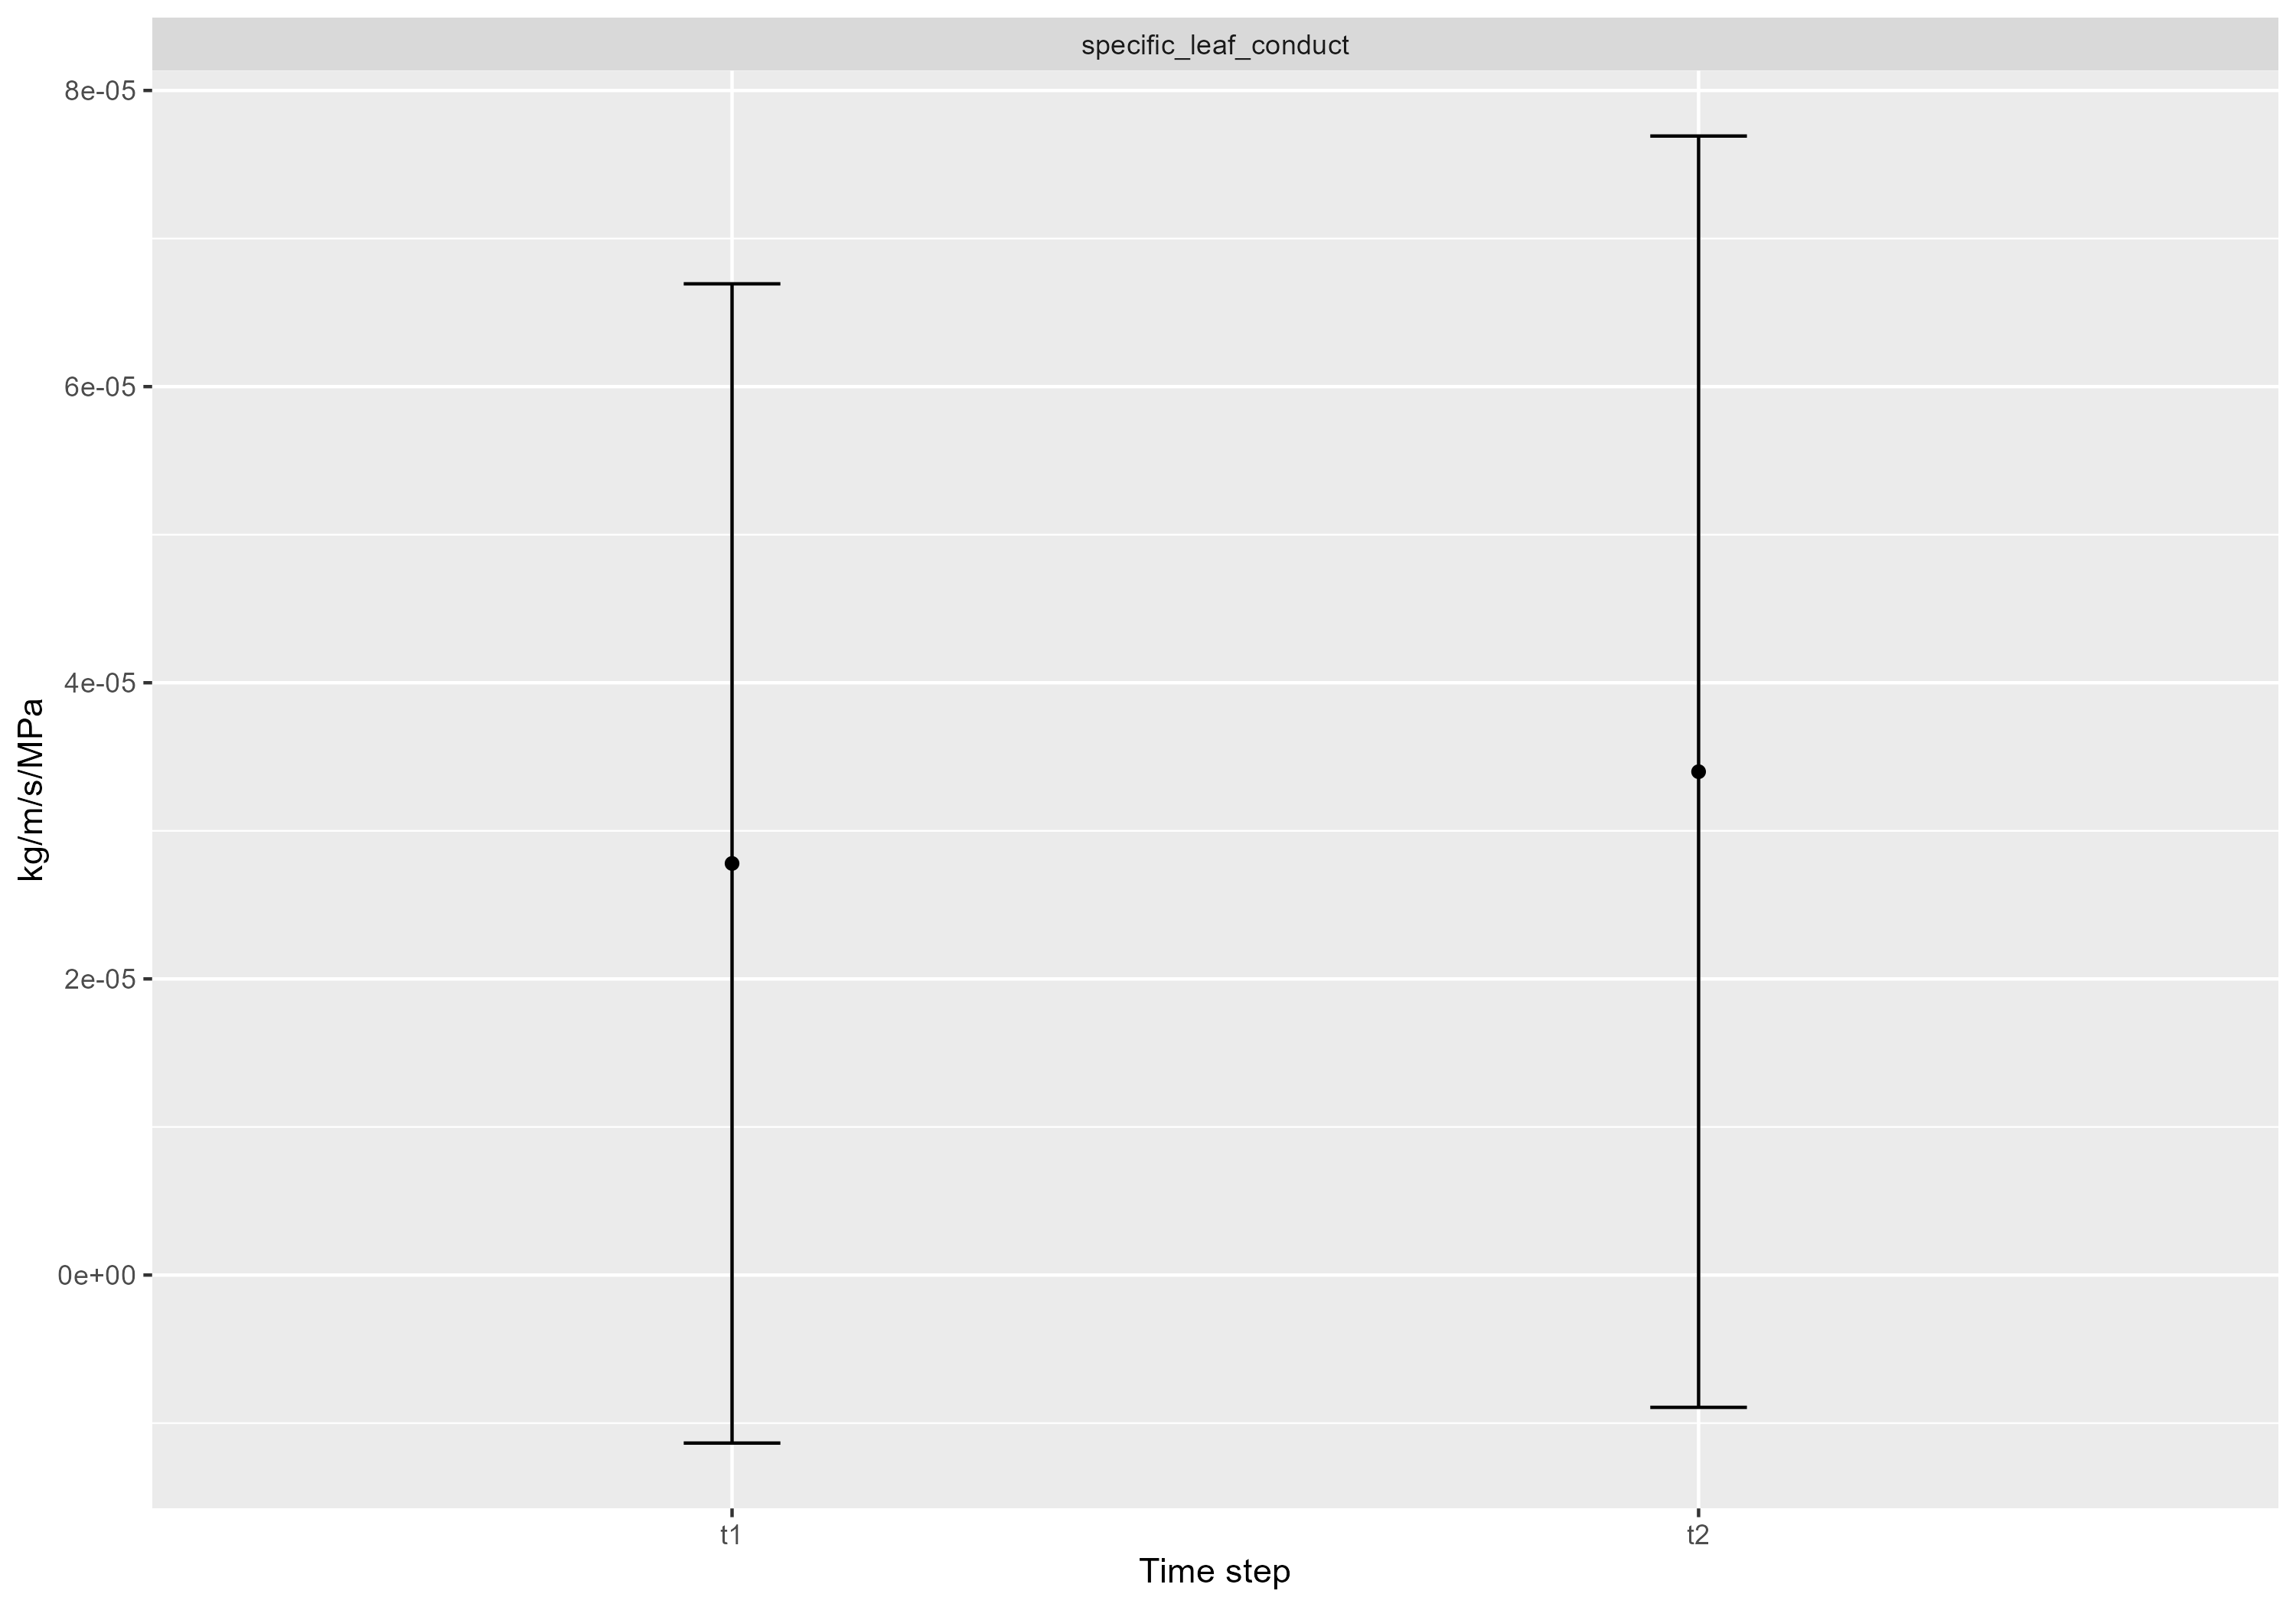 specific_leaf_conduct
8e-05
6e-05
4e-05
2e-05
0e+00
kg/m/s/MPa
t1
t2
Time step